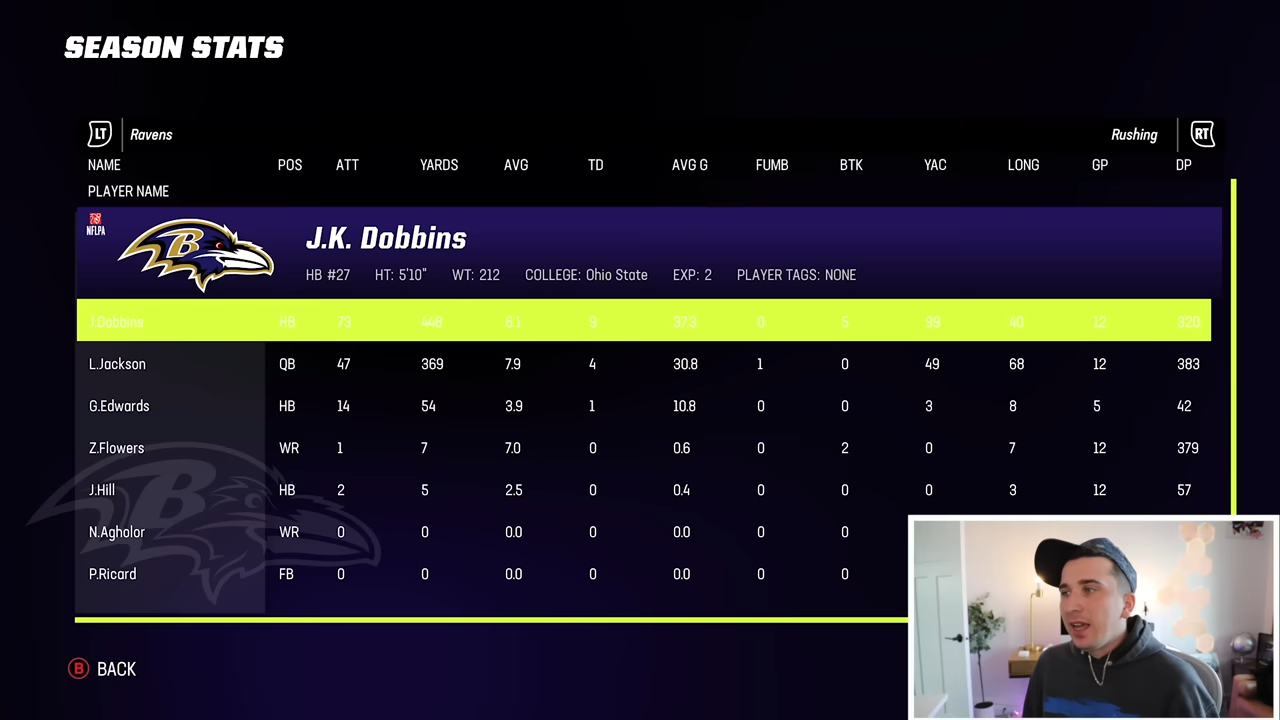 SEASON STATS
LT Ravens Rushing RT
NAME POS ATT YARDS AVG TD AVG G FUMB BTK YAC LONG GP DP
PLAYER NAME
NFLPA
B
J.K. Dobbins
HB #27 HT: 5'10" WT: 212 COLLEGE: Ohio State EXP: 2 PLAYER TAGS: NONE
J.Dobbins HB 73 448 6.1 9 37.3 0 5 99 40 12 320
L.Jackson QB 47 369 7.9 4 30.8 1 0 49 68 12 383
G.Edwards HB 14 54 3.9 1 10.8 0 0 3 8 5 42
Z.Flowers WR 1 7 7.0 0 0.6 0 2 0 7 12 379
J.Hill HB 2 5 2.5 0 0.4 0 0 0 3 12 57
N.Agholor WR 0 0 0.0 0 0.0 0 0
P.Ricard FB 0 0 0.0 0 0.0 0 0
B BACK